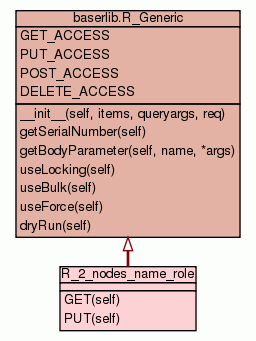 baserlib.R_Generic
GET_ACCESS
PUT_ACCESS
POST_ACCESS
DELETE_ACCESS
__init__(self, items, queryargs, req)
getSerialNumber(self)
getBodyParameter(self, name, *args)
useLocking(self)
useBulk(self)
useForce(self)
dryRun(self)
R_2_nodes_name_role
GET(self)
PUT(self)